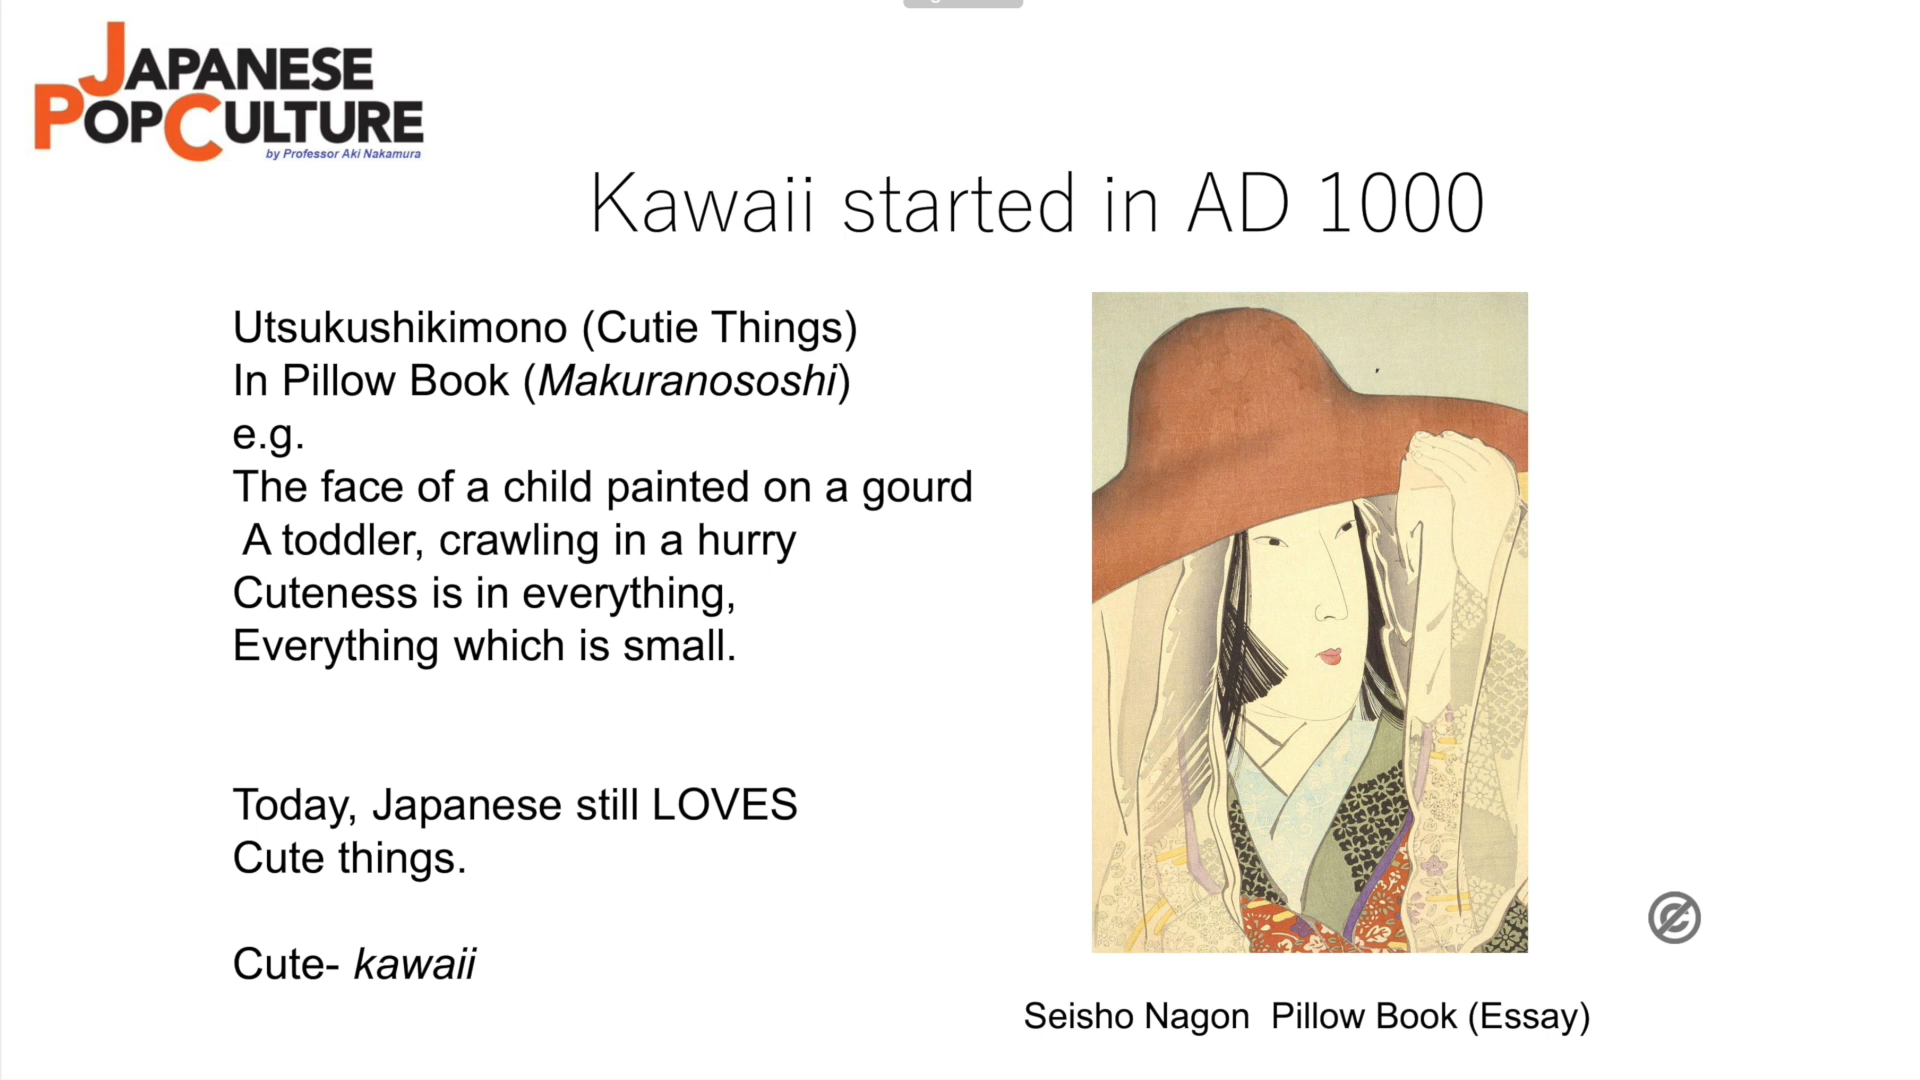 JAPANESE
POPCULTURE
by Professor Aki Nakamura
Kawaii started in AD 1000
Utsukushikimono (Cutie Things)
In Pillow Book (Makuranososhi)
e.g.
The face of a child painted on a gourd
A toddler, crawling in a hurry
Cuteness is in everything,
Everything which is small.
Today, Japanese still LOVES
Cute things.
Cute- kawaii
Seisho Nagon  Pillow Book (Essay)